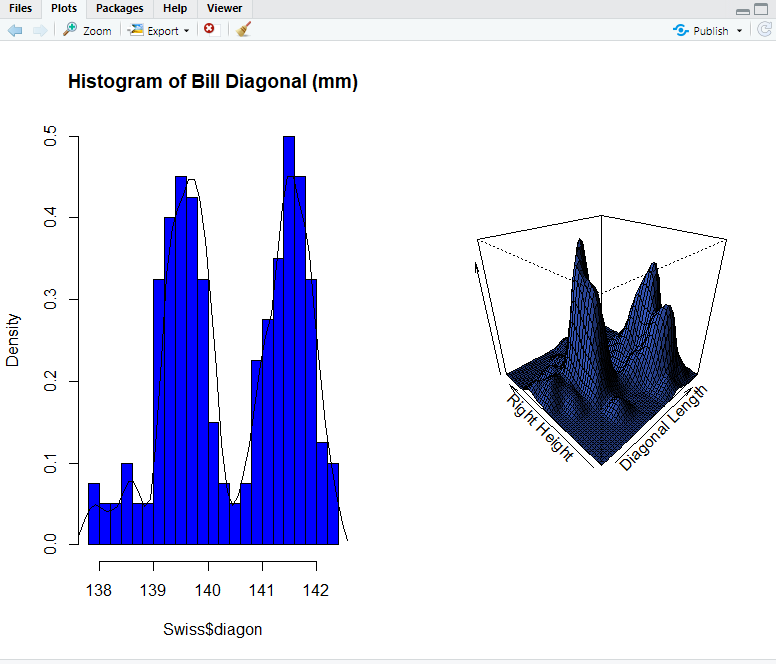 Files Plots Packages Help Viewer
Zoom Export Publish
Histogram of Bill Diagonal (mm)
0.5
0.4
0.3
0.2
0.1
0.0
Density
138 139 140 141 142
Swiss$diagon
Right Height
Diagonal Length